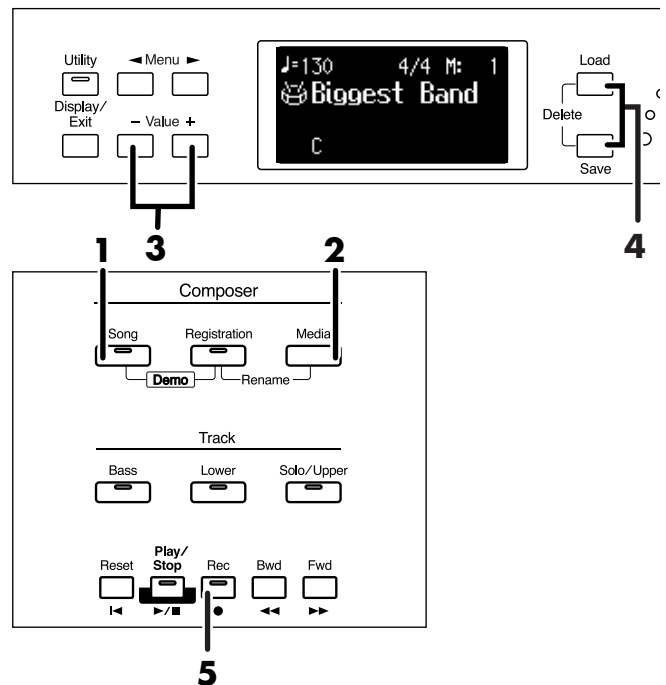 Utility
◄ Menu ►
Display/
Exit
− Value +
♩=130 4/4 M: 1
Biggest Band
C
Load
Delete
Save
3
4
1
2
Composer
Song Registration Media
Demo Rename
Track
Bass Lower Solo/Upper
Reset Play/
Stop Rec Bwd Fwd
5